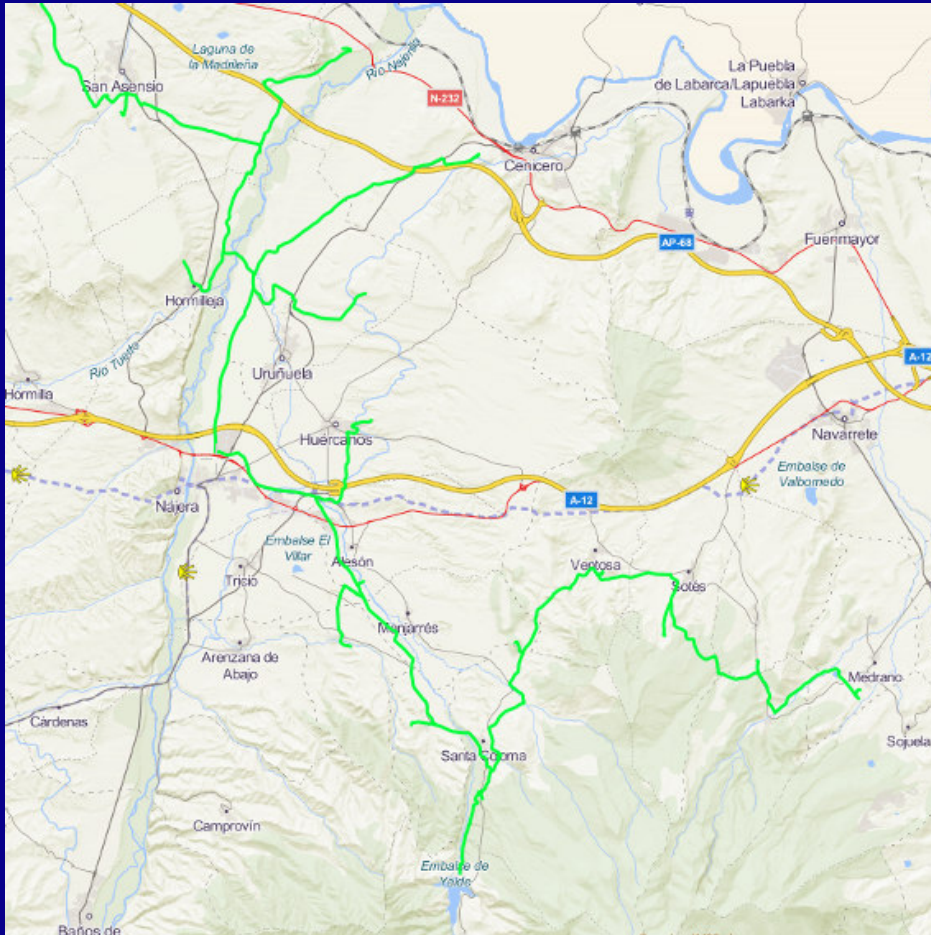 Laguna de
la Madrileña
San Asensio
Río Najerilla
N-232
La Puebla
de Labarca/Lapuebla
Labarka
Cenicero
AP-68
Fuenmayor
Hormilleja
Río Tuerto
Uruñuela
A-12
Hormilla
Huércanos
Navarrete
Embalse de
Valbornedo
Nájera
A-12
Embalse El
Villar
Alesón
Ventosa
Sotés
Tricio
Manjarrés
Arenzana de
Abajo
Medrano
Cárdenas
Sojuela
Santa Coloma
Camprovín
Embalse de
Yalde
Baños de